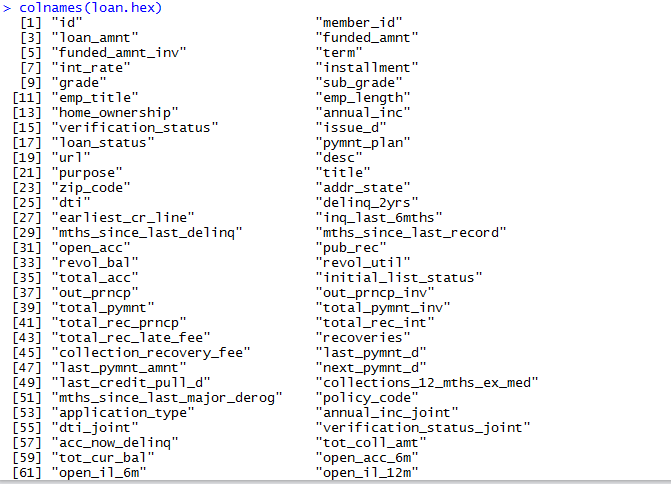 > colnames(loan.hex)
[1] "id" "member_id"
[3] "loan_amnt" "funded_amnt"
[5] "funded_amnt_inv" "term"
[7] "int_rate" "installment"
[9] "grade" "sub_grade"
[11] "emp_title" "emp_length"
[13] "home_ownership" "annual_inc"
[15] "verification_status" "issue_d"
[17] "loan_status" "pymnt_plan"
[19] "url" "desc"
[21] "purpose" "title"
[23] "zip_code" "addr_state"
[25] "dti" "delinq_2yrs"
[27] "earliest_cr_line" "inq_last_6mths"
[29] "mths_since_last_delinq" "mths_since_last_record"
[31] "open_acc" "pub_rec"
[33] "revol_bal" "revol_util"
[35] "total_acc" "initial_list_status"
[37] "out_prncp" "out_prncp_inv"
[39] "total_pymnt" "total_pymnt_inv"
[41] "total_rec_prncp" "total_rec_int"
[43] "total_rec_late_fee" "recoveries"
[45] "collection_recovery_fee" "last_pymnt_d"
[47] "last_pymnt_amnt" "next_pymnt_d"
[49] "last_credit_pull_d" "collections_12_mths_ex_med"
[51] "mths_since_last_major_derog" "policy_code"
[53] "application_type" "annual_inc_joint"
[55] "dti_joint" "verification_status_joint"
[57] "acc_now_delinq" "tot_coll_amt"
[59] "tot_cur_bal" "open_acc_6m"
[61] "open_il_6m" "open_il_12m"